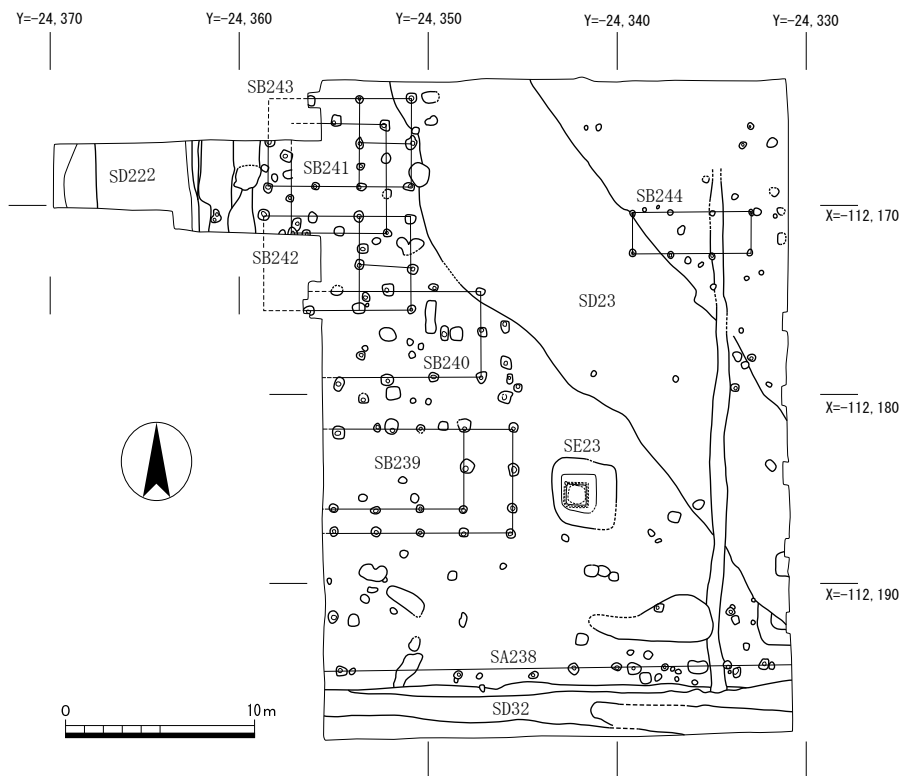 Y=-24, 370
Y=-24, 360
Y=-24, 350
Y=-24, 340
Y=-24, 330
SB243
SD222
SB241
SB244
X=-112, 170
SB242
SD23
SB240
X=-112, 180
SE23
SB239
X=-112, 190
SA238
SD32
0
10m